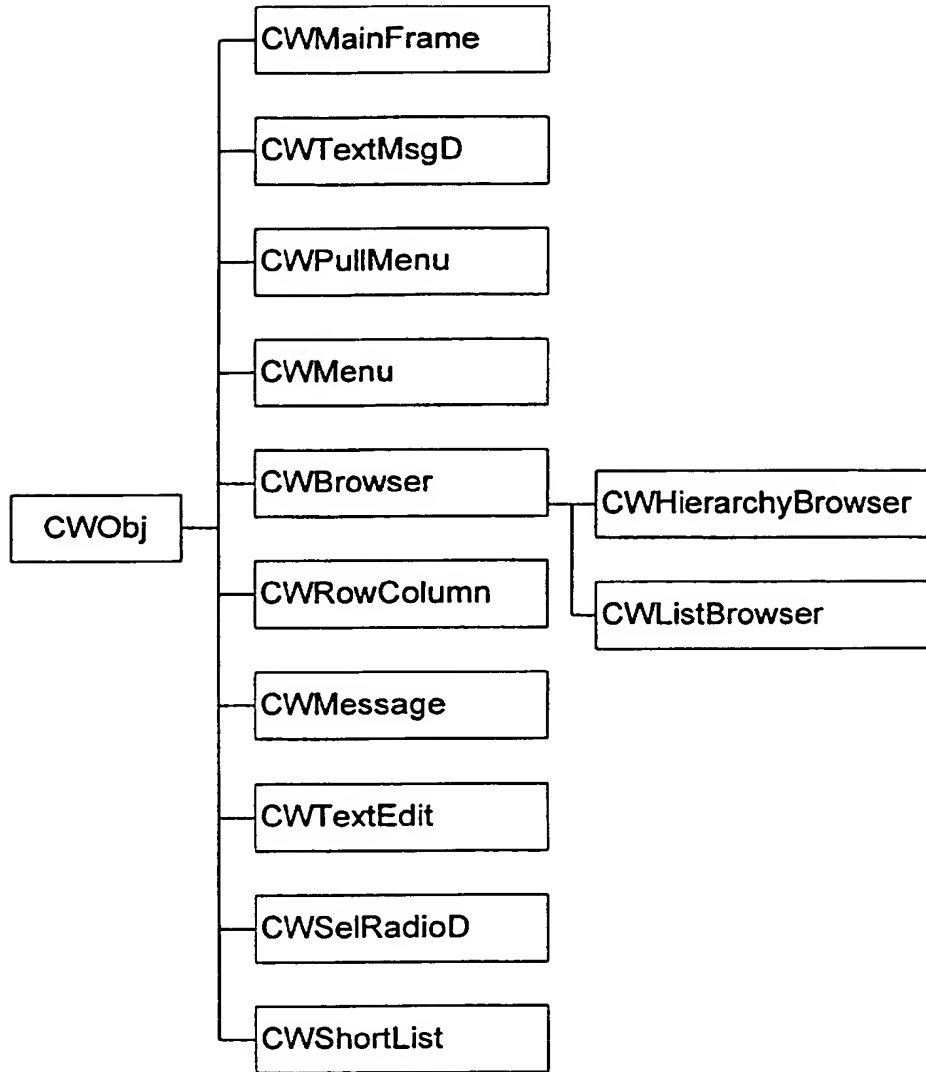 CWMainFrame
CWTextMsgD
CWPullMenu
CWMenu
CWBrowser
CWHierarchyBrowser
CWObj
CWRowColumn
CWListBrowser
CWMessage
CWTextEdit
CWSelRadioD
CWShortList